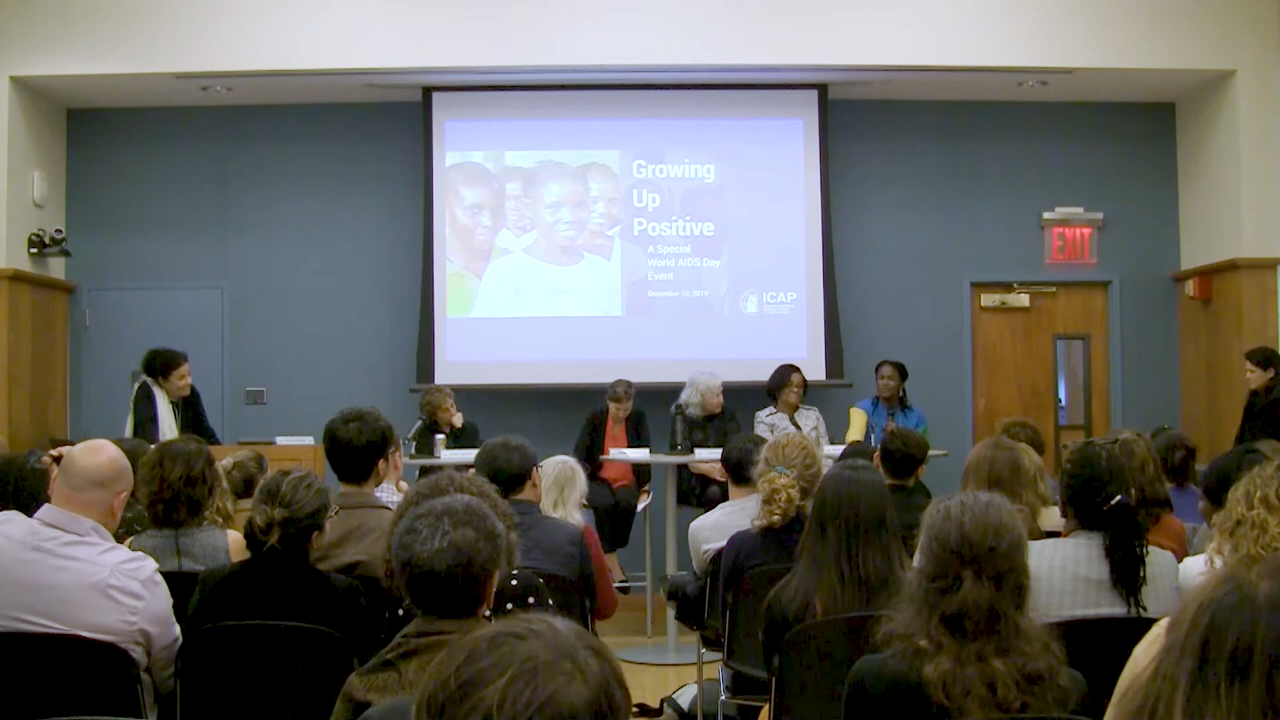 Growing
Up
Positive
A Special
World AIDS Day
Event
ICAP
EXIT